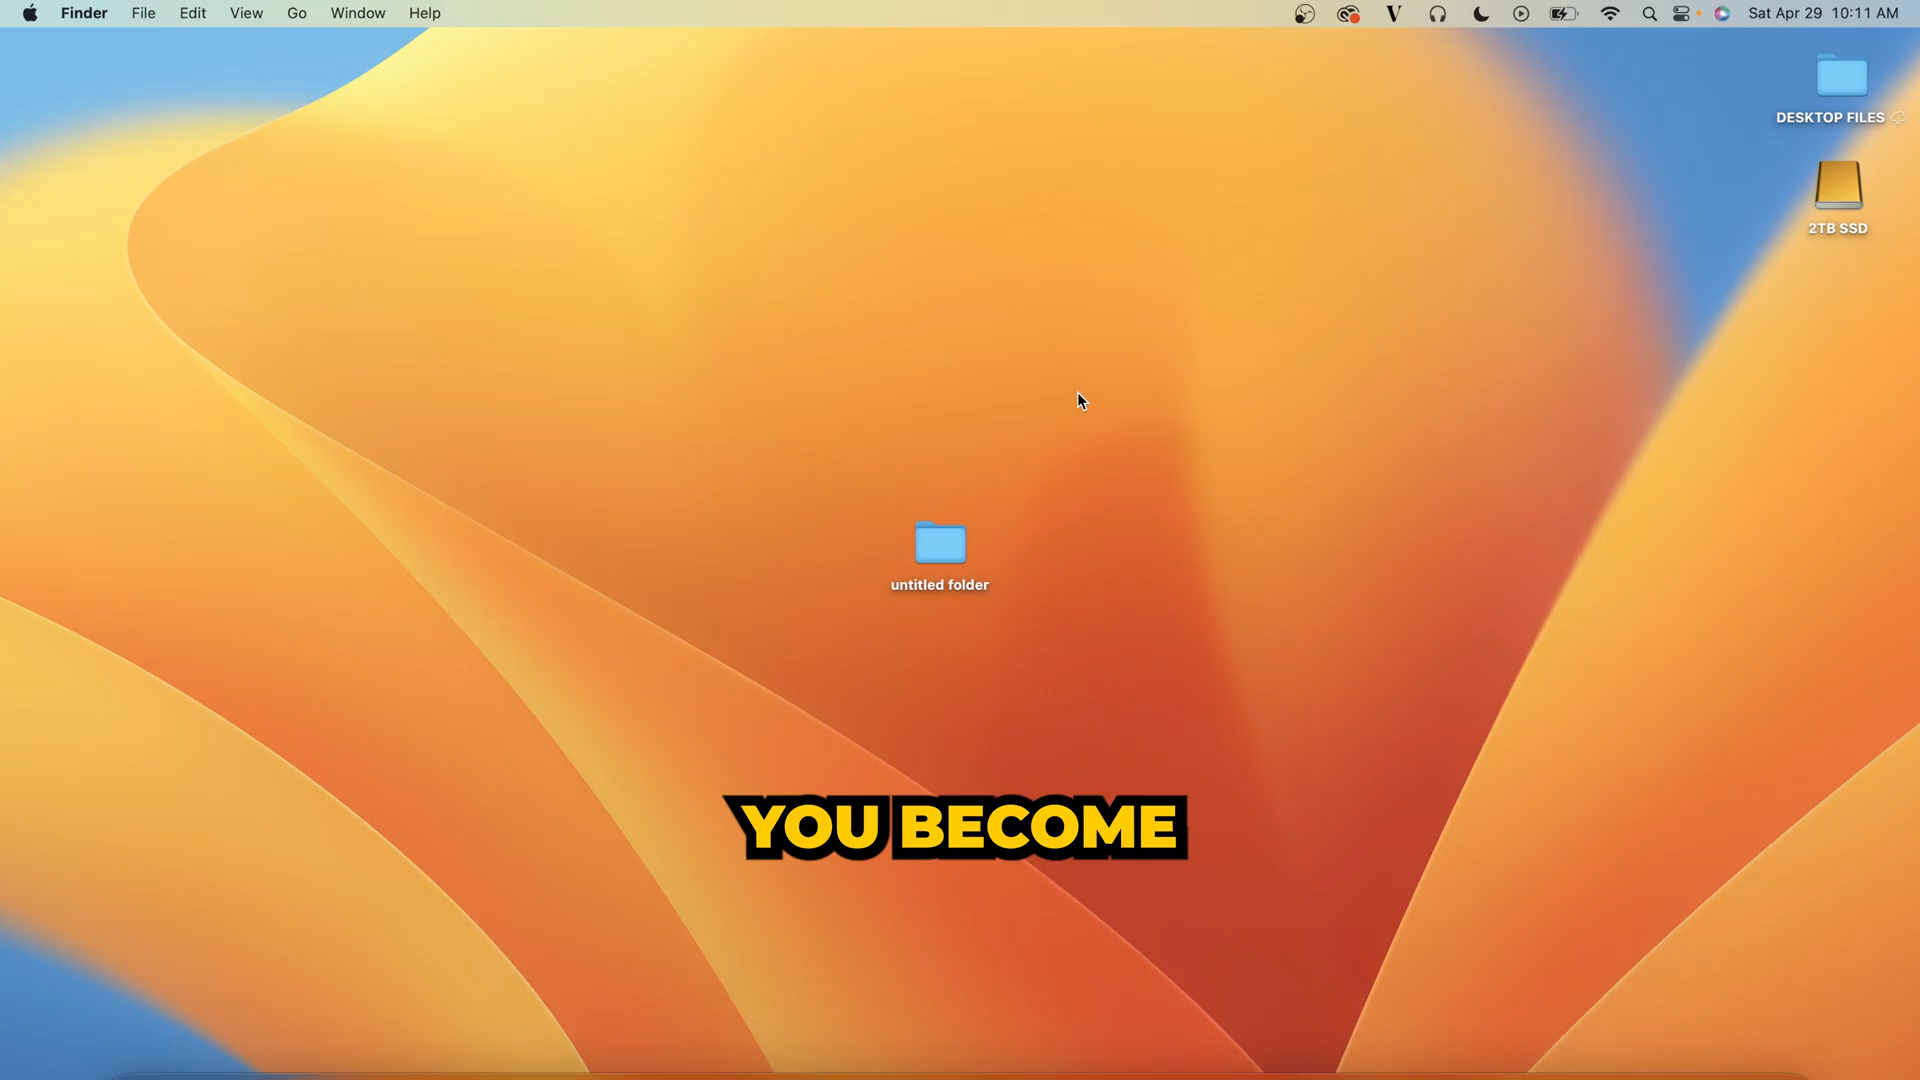 Finder File Edit View Go Window Help V Sat Apr 29 10:11 AM
DESKTOP FILES
2TB SSD
untitled folder
YOU BECOME